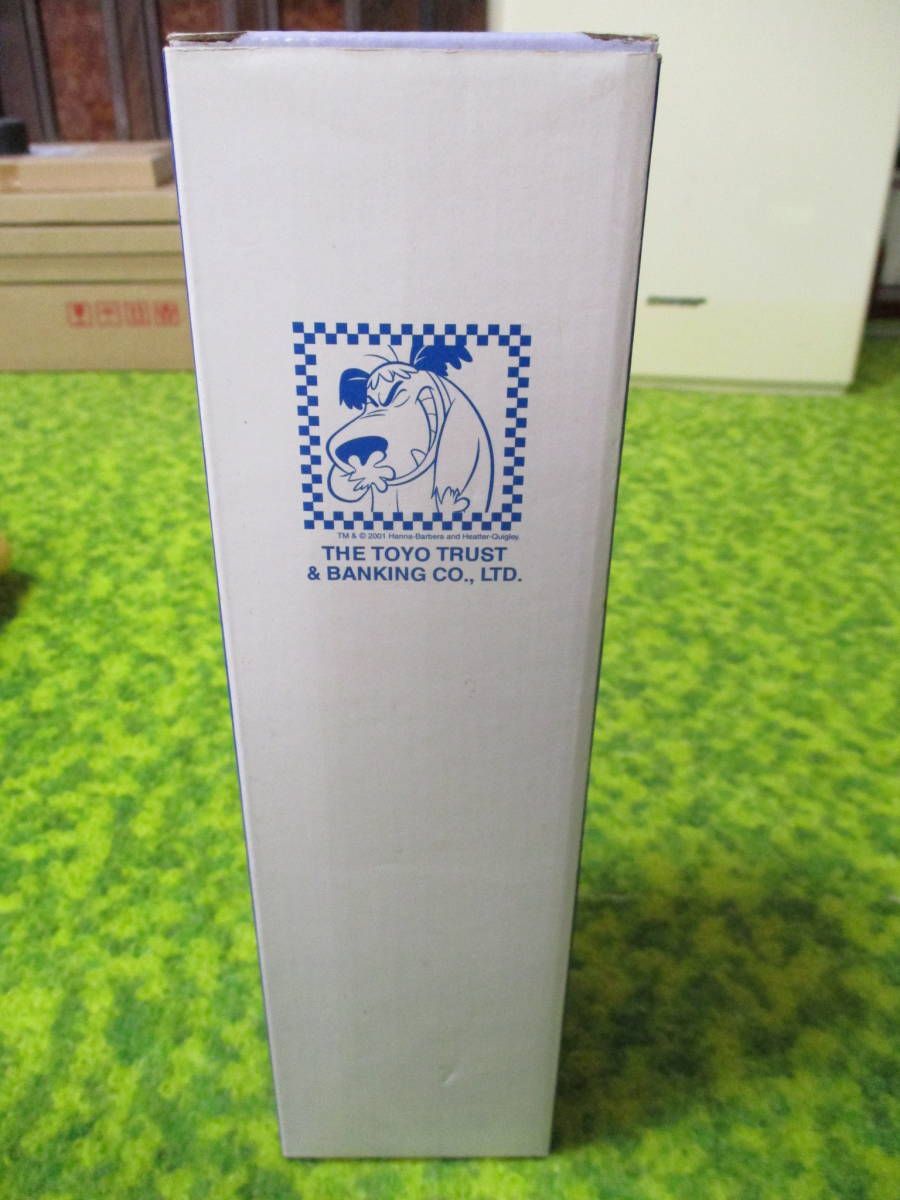 TM & © 2001 Hanna-Barbera and Heatter-Quigley.
THE TOYO TRUST
& BANKING CO., LTD.